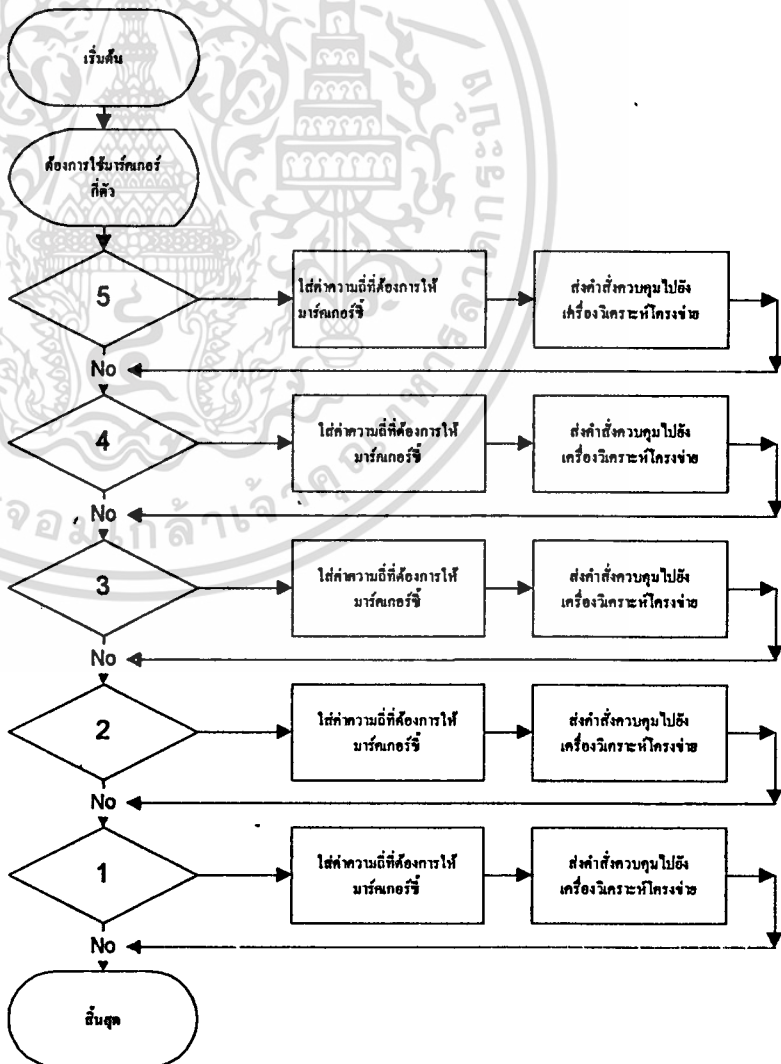 เริ่มต้น
ต้องการใช้มาร์คเกอร์
กี่ตัว
5
ใส่ค่าความถี่ที่ต้องการให้
มาร์คเกอร์ชี้
ส่งคำสั่งควบคุมไปยัง
เครื่องวิเคราะห์โครงข่าย
No
4
ใส่ค่าความถี่ที่ต้องการให้
มาร์คเกอร์ชี้
ส่งคำสั่งควบคุมไปยัง
เครื่องวิเคราะห์โครงข่าย
No
3
ใส่ค่าความถี่ที่ต้องการให้
มาร์คเกอร์ชี้
ส่งคำสั่งควบคุมไปยัง
เครื่องวิเคราะห์โครงข่าย
No
2
ใส่ค่าความถี่ที่ต้องการให้
มาร์คเกอร์ชี้
ส่งคำสั่งควบคุมไปยัง
เครื่องวิเคราะห์โครงข่าย
No
1
ใส่ค่าความถี่ที่ต้องการให้
มาร์คเกอร์ชี้
ส่งคำสั่งควบคุมไปยัง
เครื่องวิเคราะห์โครงข่าย
No
สิ้นสุด